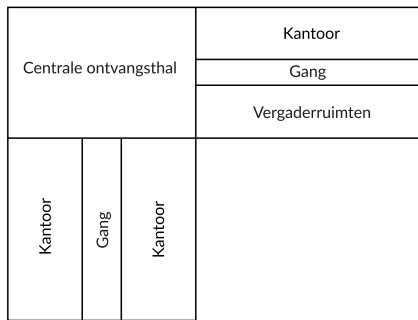 Kantoor
Centrale ontvangsthal
Gang
Vergaderruimten
Kantoor
Gang
Kantoor